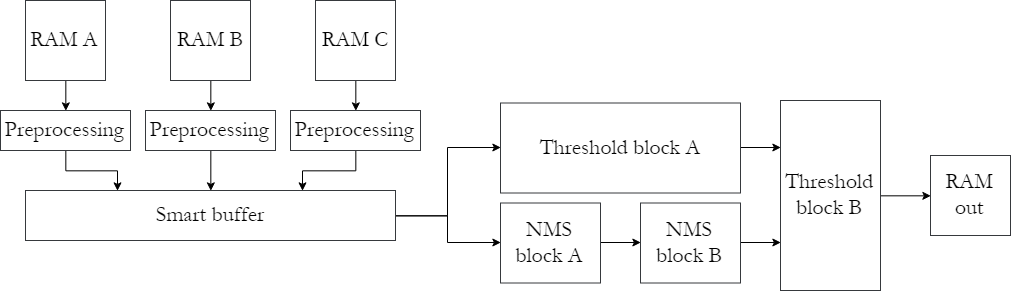 RAM A
RAM B
RAM C
Preprocessing
Preprocessing
Preprocessing
Smart buffer
Threshold block A
NMS
block A
NMS
block B
Threshold
block B
RAM
out